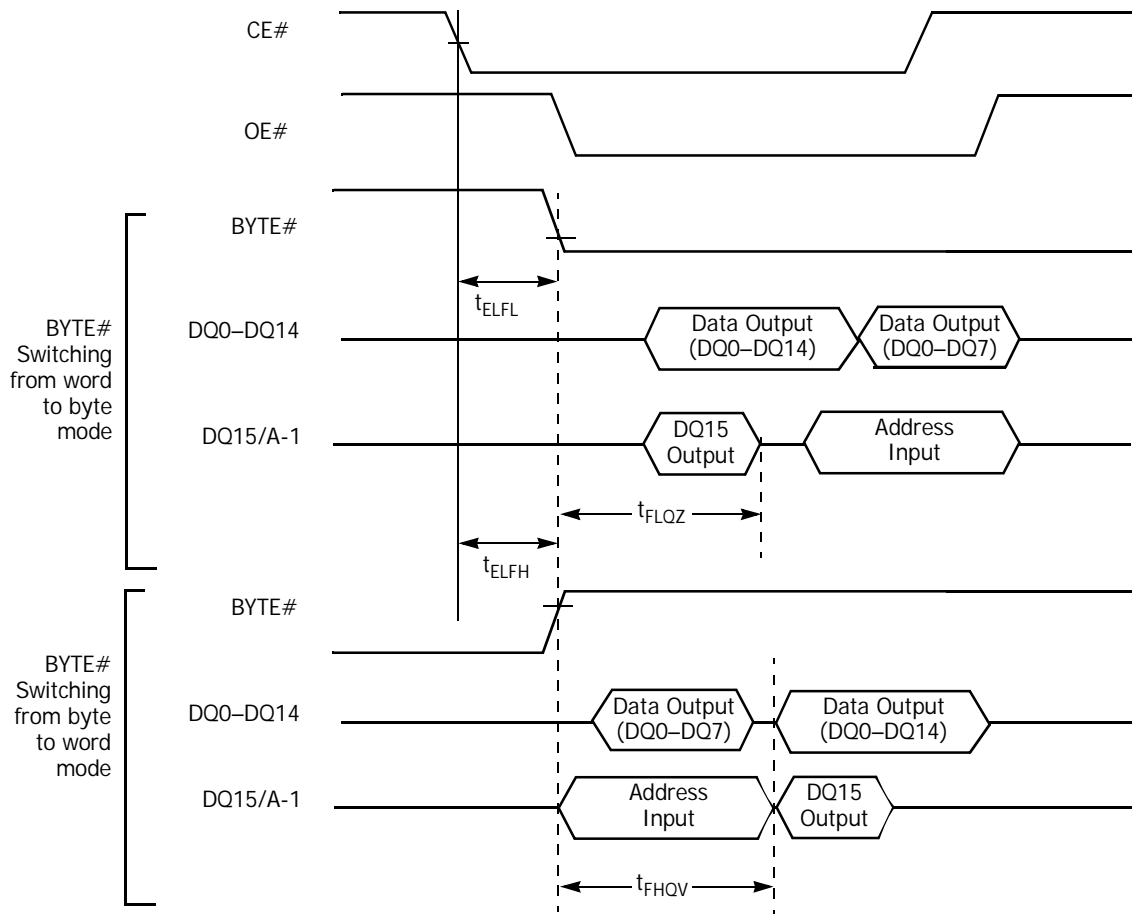 CE#
OE#
BYTE#
Switching
from word
to byte
mode
BYTE#
tELFL
DQ0–DQ14
Data Output
(DQ0–DQ14)
Data Output
(DQ0–DQ7)
DQ15/A-1
DQ15
Output
Address
Input
tFLQZ
tELFH
BYTE#
Switching
from byte
to word
mode
BYTE#
DQ0–DQ14
Data Output
(DQ0–DQ7)
Data Output
(DQ0–DQ14)
DQ15/A-1
Address
Input
DQ15
Output
tFHQV